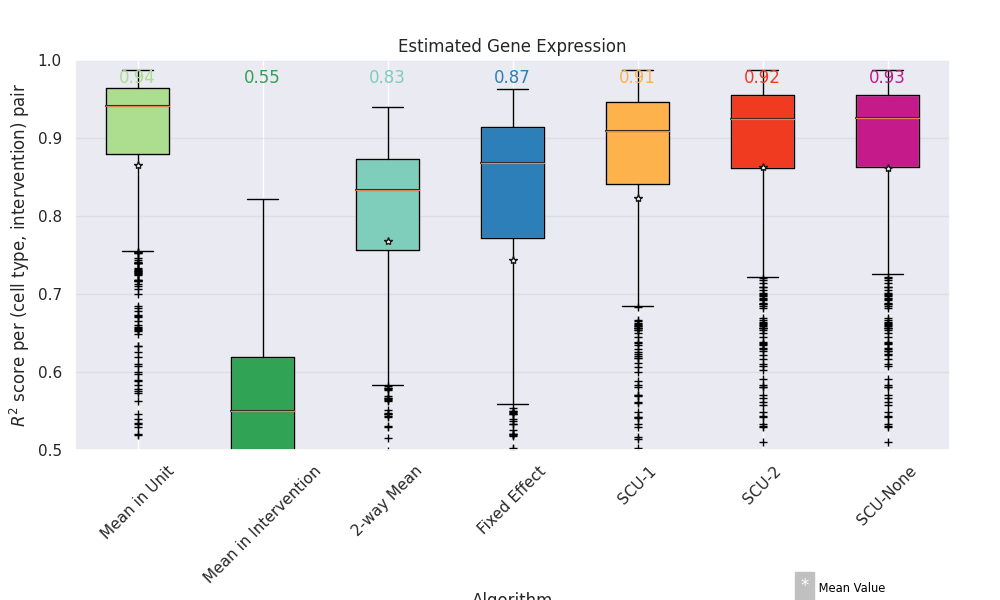 Estimated Gene Expression
1.0
0.9
0.8
0.7
0.6
0.5
R² score per (cell type, intervention) pair
0.94
0.55
0.83
0.87
0.91
0.92
0.93
Mean in Unit
Mean in Intervention
2-way Mean
Fixed Effect
SCU-1
SCU-2
SCU-None
Algorithm
* Mean Value